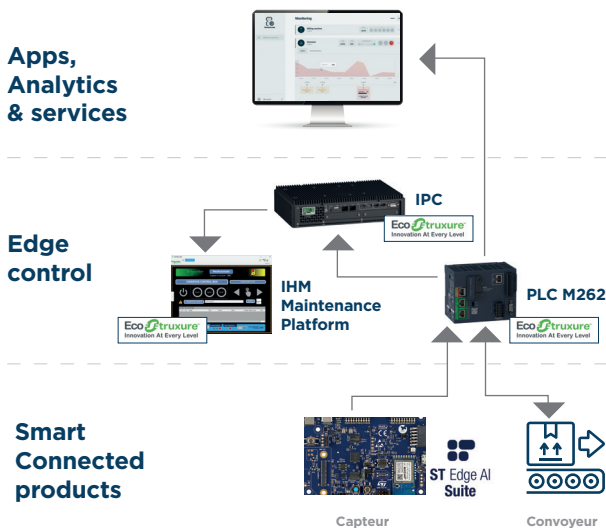 Monitoring
Apps,
Analytics
& services
IPC
EcoStruxure
Innovation At Every Level
Edge
control
IHM
Maintenance
Platform
EcoStruxure
Innovation At Every Level
PLC M262
EcoStruxure
Innovation At Every Level
Smart
Connected
products
ST Edge AI
Suite
Capteur
Convoyeur